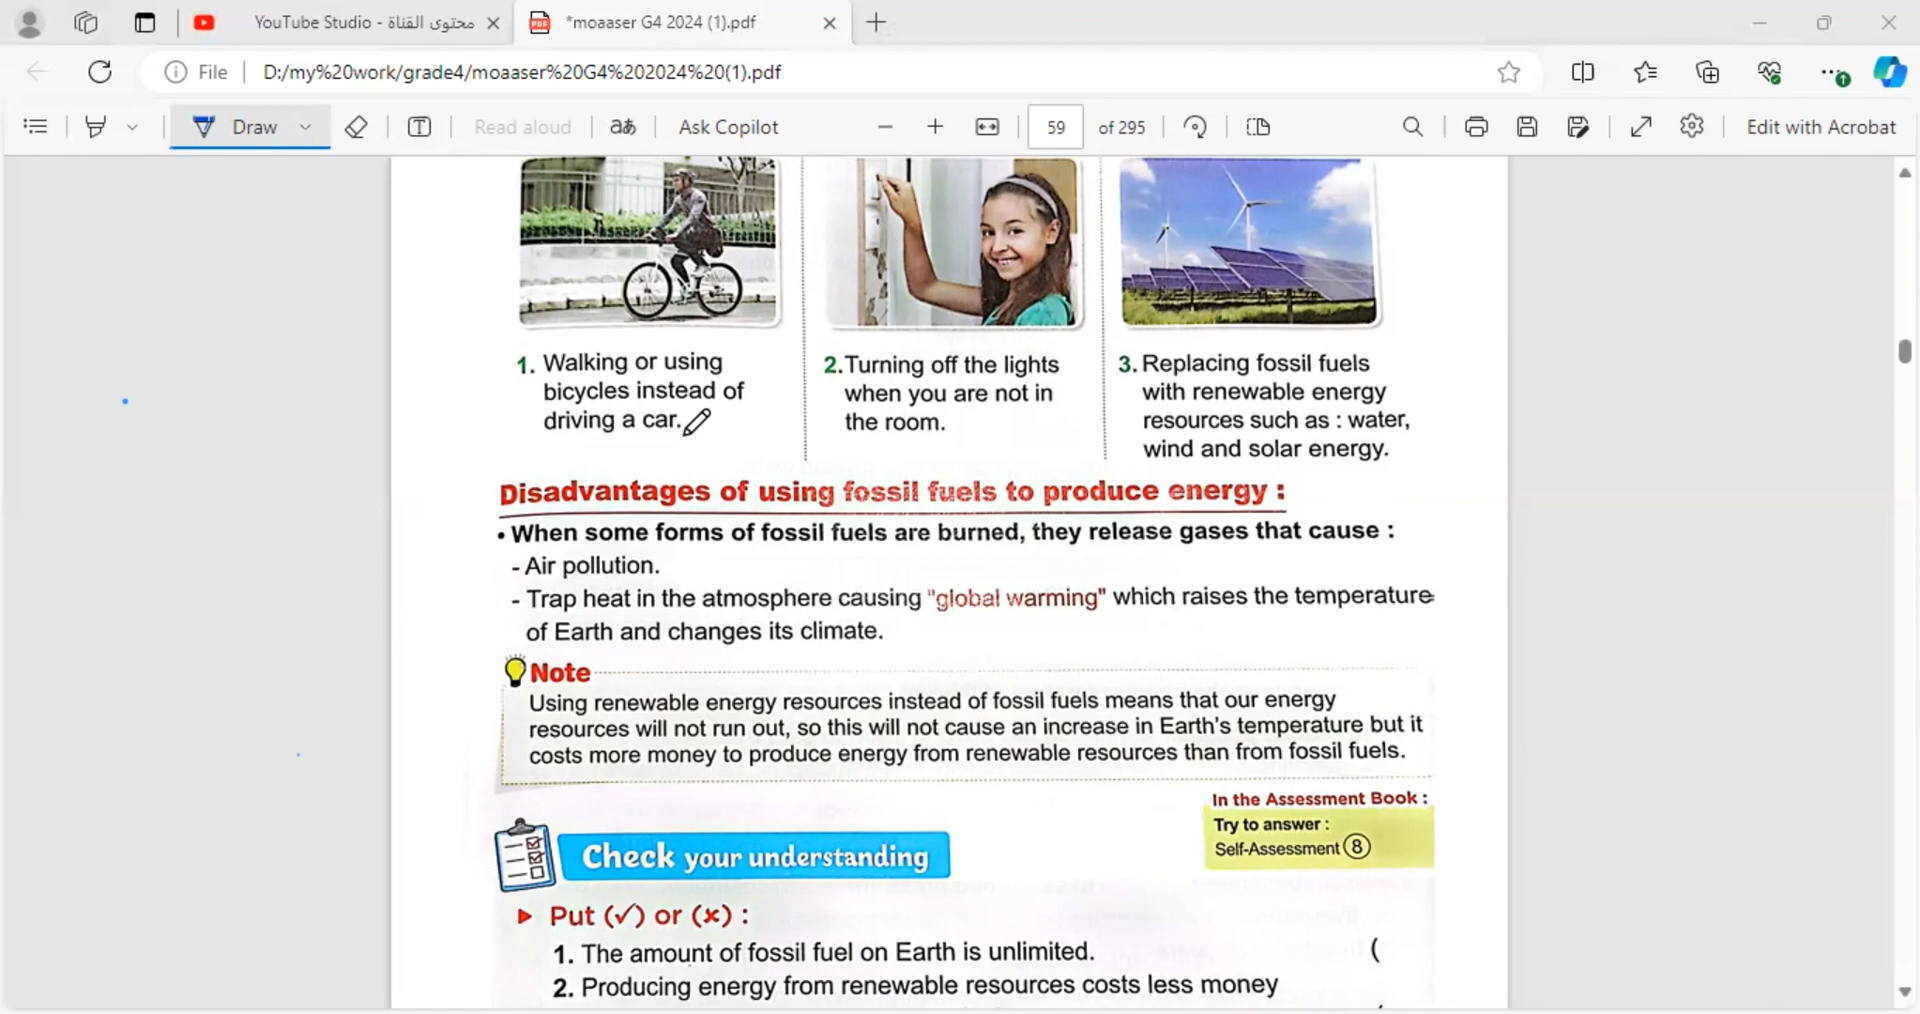 YouTube Studio - محتوى القناة
*moaaser G4 2024 (1).pdf
File
D:/my%20work/grade4/moaaser%20G4%202024%20(1).pdf
Draw
Read aloud
Ask Copilot
59
of 295
Edit with Acrobat
1. Walking or using
bicycles instead of
driving a car.
2.Turning off the lights
when you are not in
the room.
3. Replacing fossil fuels
with renewable energy
resources such as : water,
wind and solar energy.
Disadvantages of using fossil fuels to produce energy :
• When some forms of fossil fuels are burned, they release gases that cause :
- Air pollution.
- Trap heat in the atmosphere causing "global warming" which raises the temperature
of Earth and changes its climate.
Note
Using renewable energy resources instead of fossil fuels means that our energy
resources will not run out, so this will not cause an increase in Earth's temperature but it
costs more money to produce energy from renewable resources than from fossil fuels.
In the Assessment Book :
Try to answer :
Self-Assessment 8
Check your understanding
Put (✓) or (×) :
1. The amount of fossil fuel on Earth is unlimited. (
2. Producing energy from renewable resources costs less money